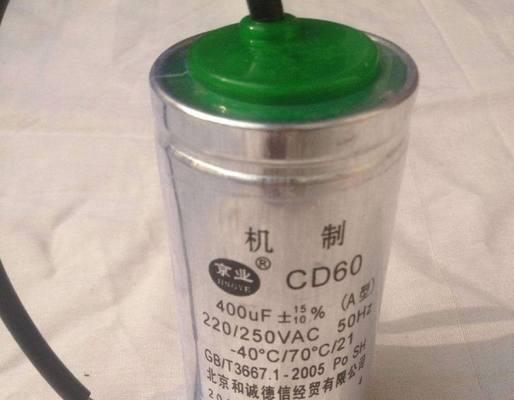 机 制
京业 ® CD60
JINGYE
400uF ± 15/10 % (A型)
220/250VAC 50Hz
-40°C/70°C/21
GB/T3667.1-2005 Po SH
北京和诚德信经贸有限公司